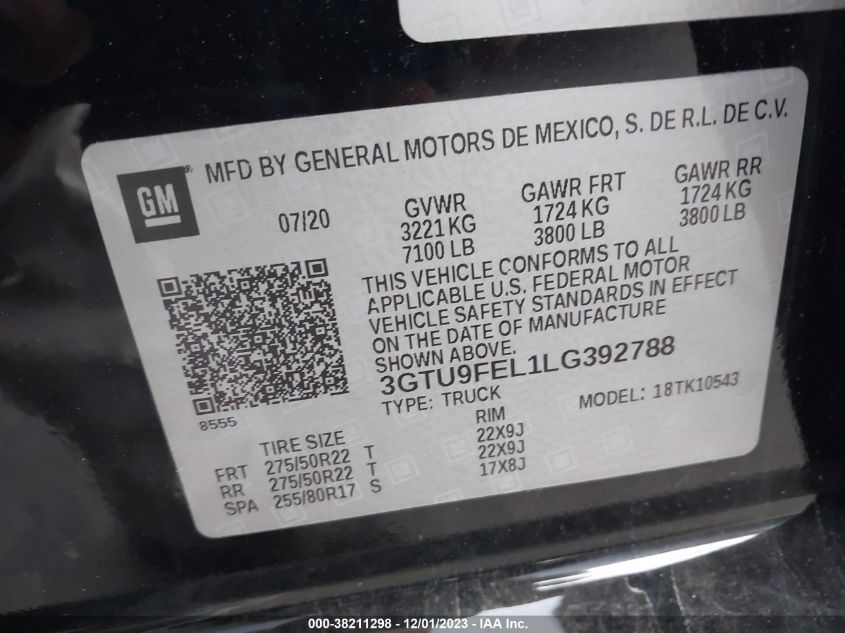 GM
MFD BY GENERAL MOTORS DE MEXICO, S. DE R.L. DE C.V.
07/20
GVWR GAWR FRT GAWR RR
3221 KG 1724 KG 1724 KG
7100 LB 3800 LB 3800 LB
THIS VEHICLE CONFORMS TO ALL
APPLICABLE U.S. FEDERAL MOTOR
VEHICLE SAFETY STANDARDS IN EFFECT
ON THE DATE OF MANUFACTURE
SHOWN ABOVE.
3GTU9FEL1LG392788
TYPE: TRUCK MODEL: 18TK10543
8555
TIRE SIZE RIM
FRT 275/50R22 T 22X9J
RR 275/50R22 T 22X9J
SPA 255/80R17 S 17X8J
000-38211298 - 12/01/2023 - Copyright © IAA, Inc.